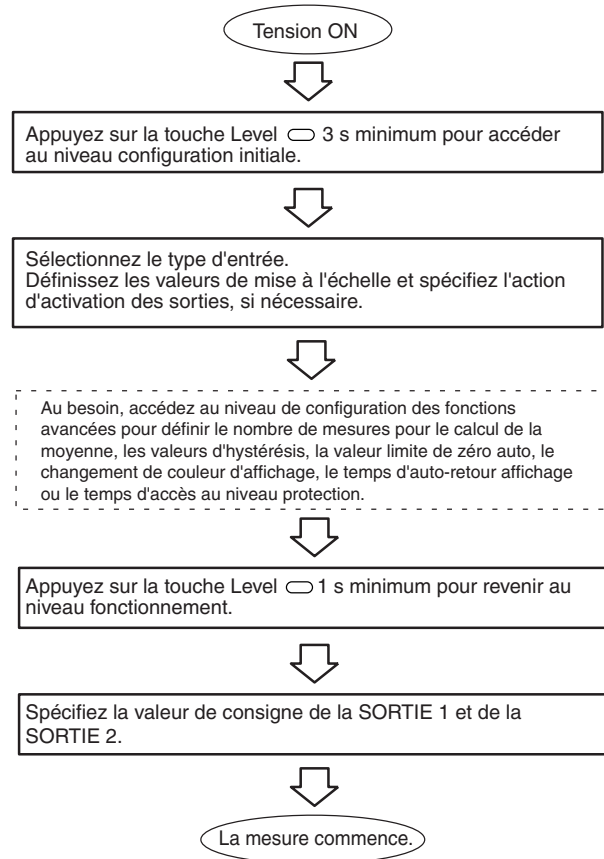 Tension ON
Appuyez sur la touche Level 3 s minimum pour accéder
au niveau configuration initiale.
Sélectionnez le type d'entrée.
Définissez les valeurs de mise à l'échelle et spécifiez l'action
d'activation des sorties, si nécessaire.
Au besoin, accédez au niveau de configuration des fonctions
avancées pour définir le nombre de mesures pour le calcul de la
moyenne, les valeurs d'hystérésis, la valeur limite de zéro auto, le
changement de couleur d'affichage, le temps d'auto-retour affichage
ou le temps d'accès au niveau protection.
Appuyez sur la touche Level 1 s minimum pour revenir au
niveau fonctionnement.
Spécifiez la valeur de consigne de la SORTIE 1 et de la
SORTIE 2.
La mesure commence.